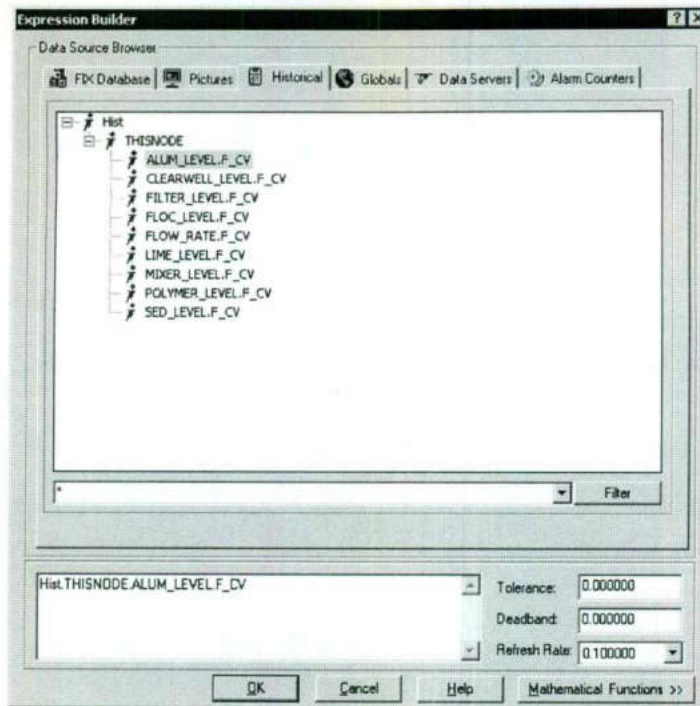 Expression Builder
Data Source Browser
FIX Database Pictures Historical Globals Data Servers Alarm Counters
Hist
THISNODE
ALUM_LEVEL.F_CV
CLEARWELL_LEVEL.F_CV
FILTER_LEVEL.F_CV
FLOC_LEVEL.F_CV
FLOW_RATE.F_CV
LIME_LEVEL.F_CV
MIXER_LEVEL.F_CV
POLYMER_LEVEL.F_CV
SED_LEVEL.F_CV
* Filter
Hist.THISNODE.ALUM_LEVEL.F_CV
Tolerance: 0.000000
Deadband: 0.000000
Refresh Rate: 0.100000
OK Cancel Help Mathematical Functions >>